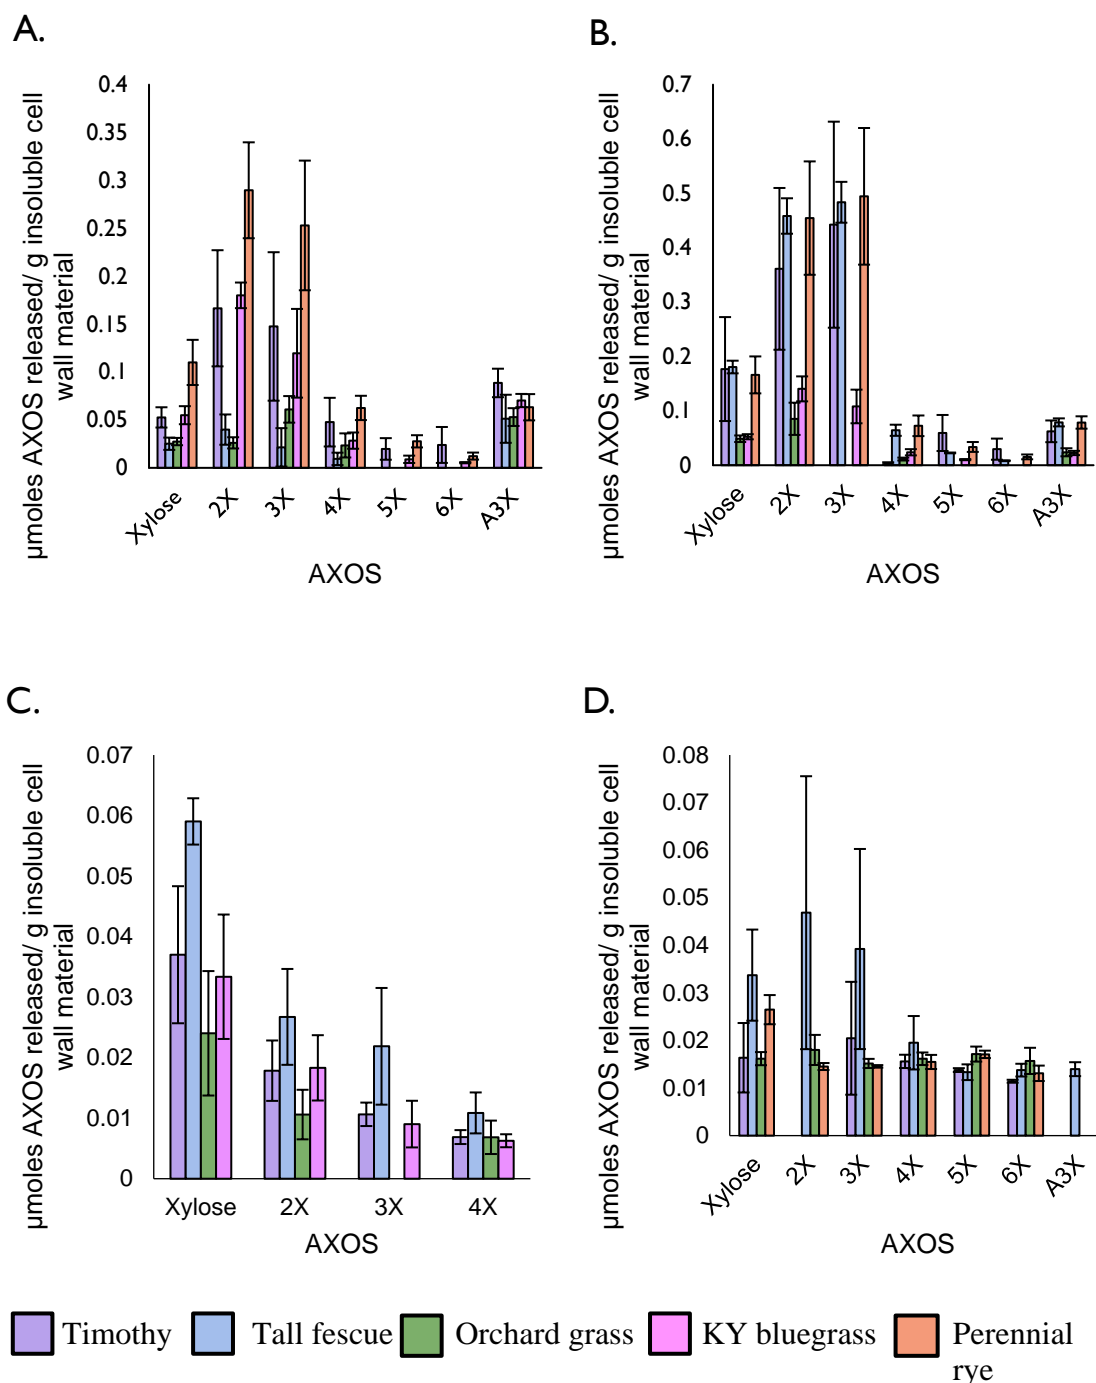 A.
µmoles AXOS released/ g insoluble cell
wall material
0.4
0.35
0.3
0.25
0.2
0.15
0.1
0.05
0
Xylose
2X
3X
4X
5X
6X
A3X
AXOS
B.
µmoles AXOS released/ g insoluble cell
wall material
0.7
0.6
0.5
0.4
0.3
0.2
0.1
0
Xylose
2X
3X
4X
5X
6X
A3X
AXOS
C.
µmoles AXOS released/ g insoluble cell
wall material
0.07
0.06
0.05
0.04
0.03
0.02
0.01
0
Xylose
2X
3X
4X
AXOS
D.
µmoles AXOS released/ g insoluble cell
wall material
0.08
0.07
0.06
0.05
0.04
0.03
0.02
0.01
0
Xylose
2X
3X
4X
5X
6X
A3X
AXOS
Timothy
Tall fescue
Orchard grass
KY bluegrass
Perennial
rye